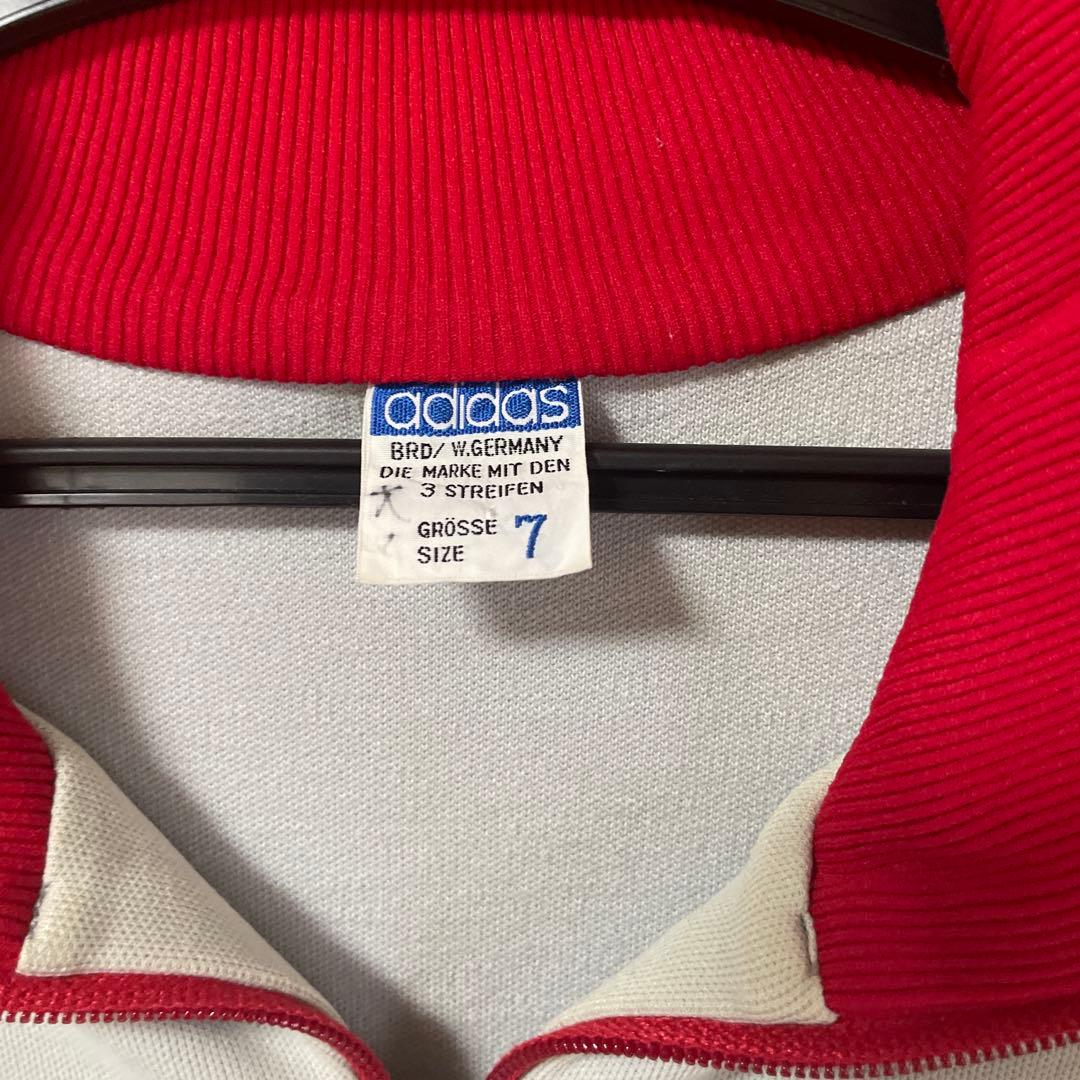 adidas
BRD/ W.GERMANY
DIE MARKE MIT DEN
3 STREIFEN
GRÖSSE
SIZE 7